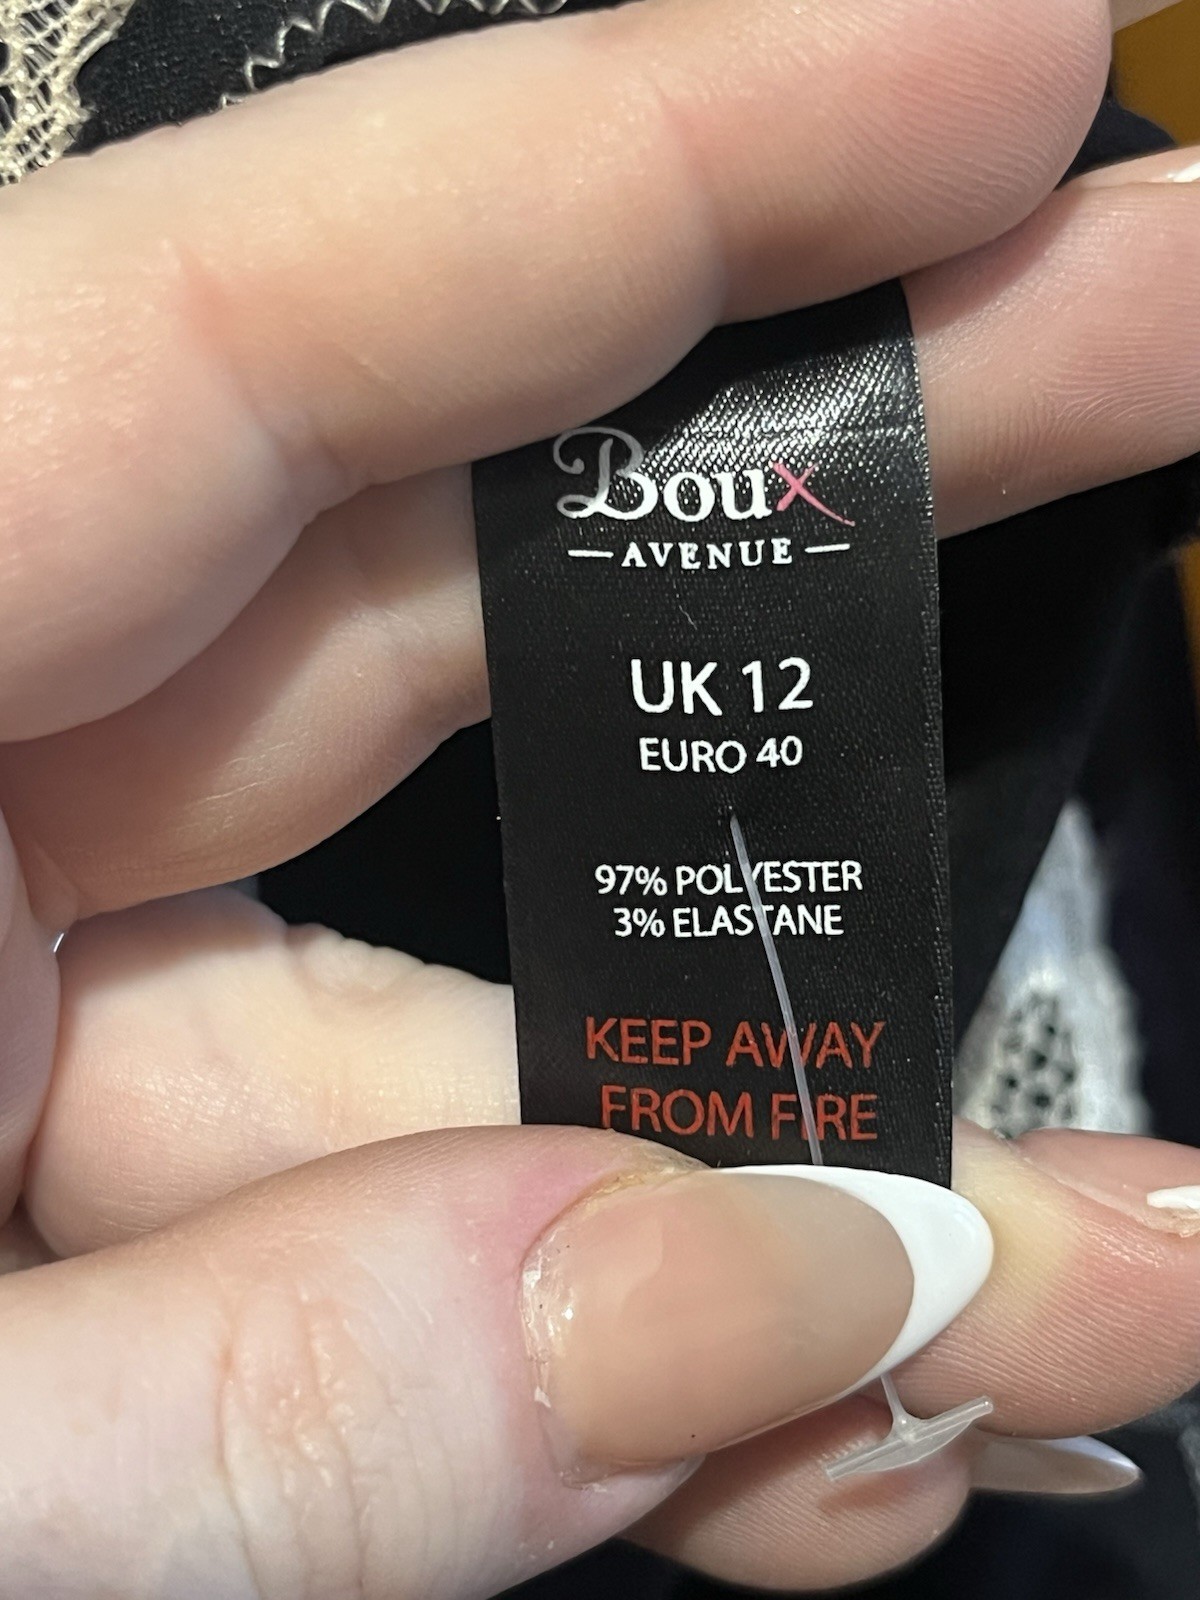 Boux
AVENUE
UK 12
EURO 40
97% POLYESTER
3% ELASTANE
KEEP AWAY
FROM FIRE